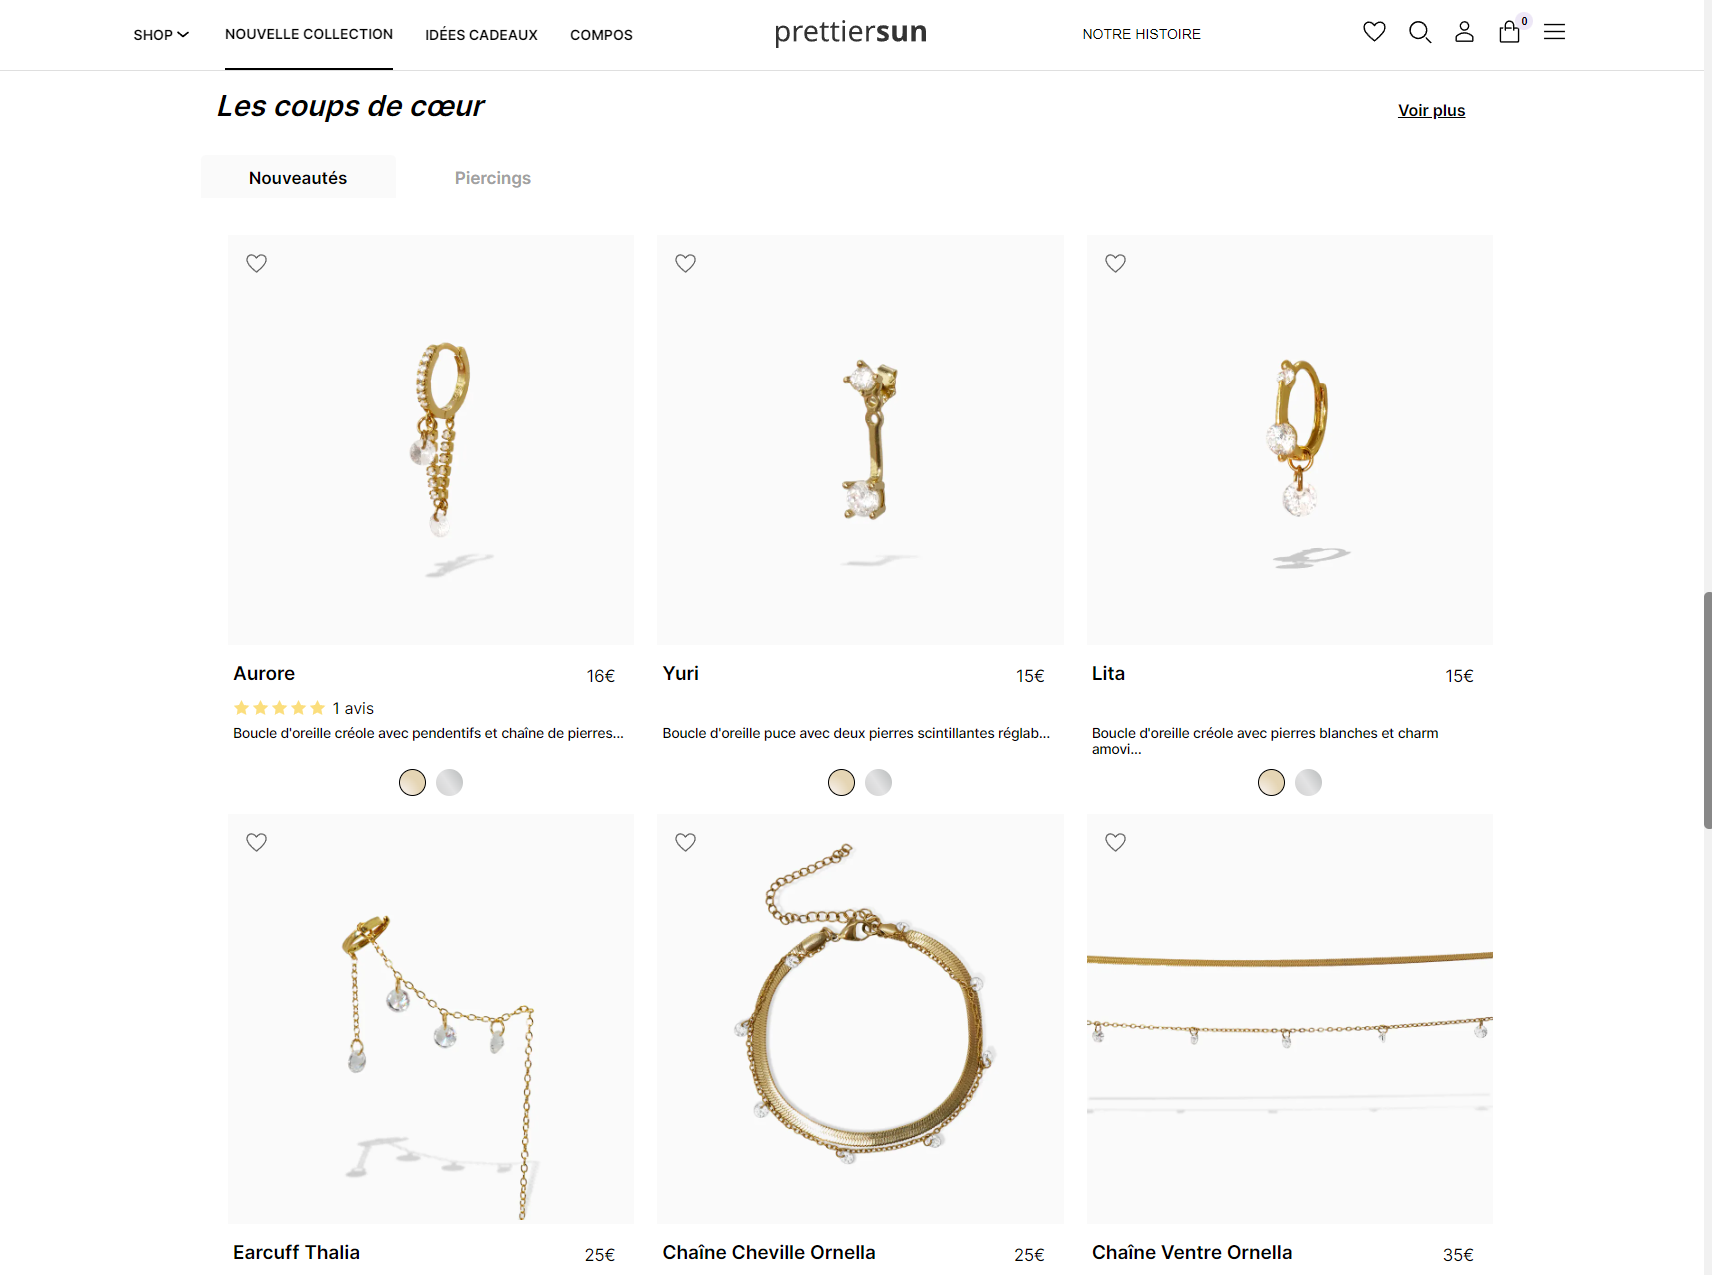 SHOP
NOUVELLE COLLECTION
IDÉES CADEAUX
COMPOS
prettiersun
NOTRE HISTOIRE
0
Les coups de cœur
Voir plus
Nouveautés
Piercings
Aurore
16€
1 avis
Boucle d'oreille créole avec pendentifs et chaîne de pierres...
Yuri
15€
Boucle d'oreille puce avec deux pierres scintillantes réglab...
Lita
15€
Boucle d'oreille créole avec pierres blanches et charm
amovi...
Earcuff Thalia
25€
Chaîne Cheville Ornella
25€
Chaîne Ventre Ornella
35€